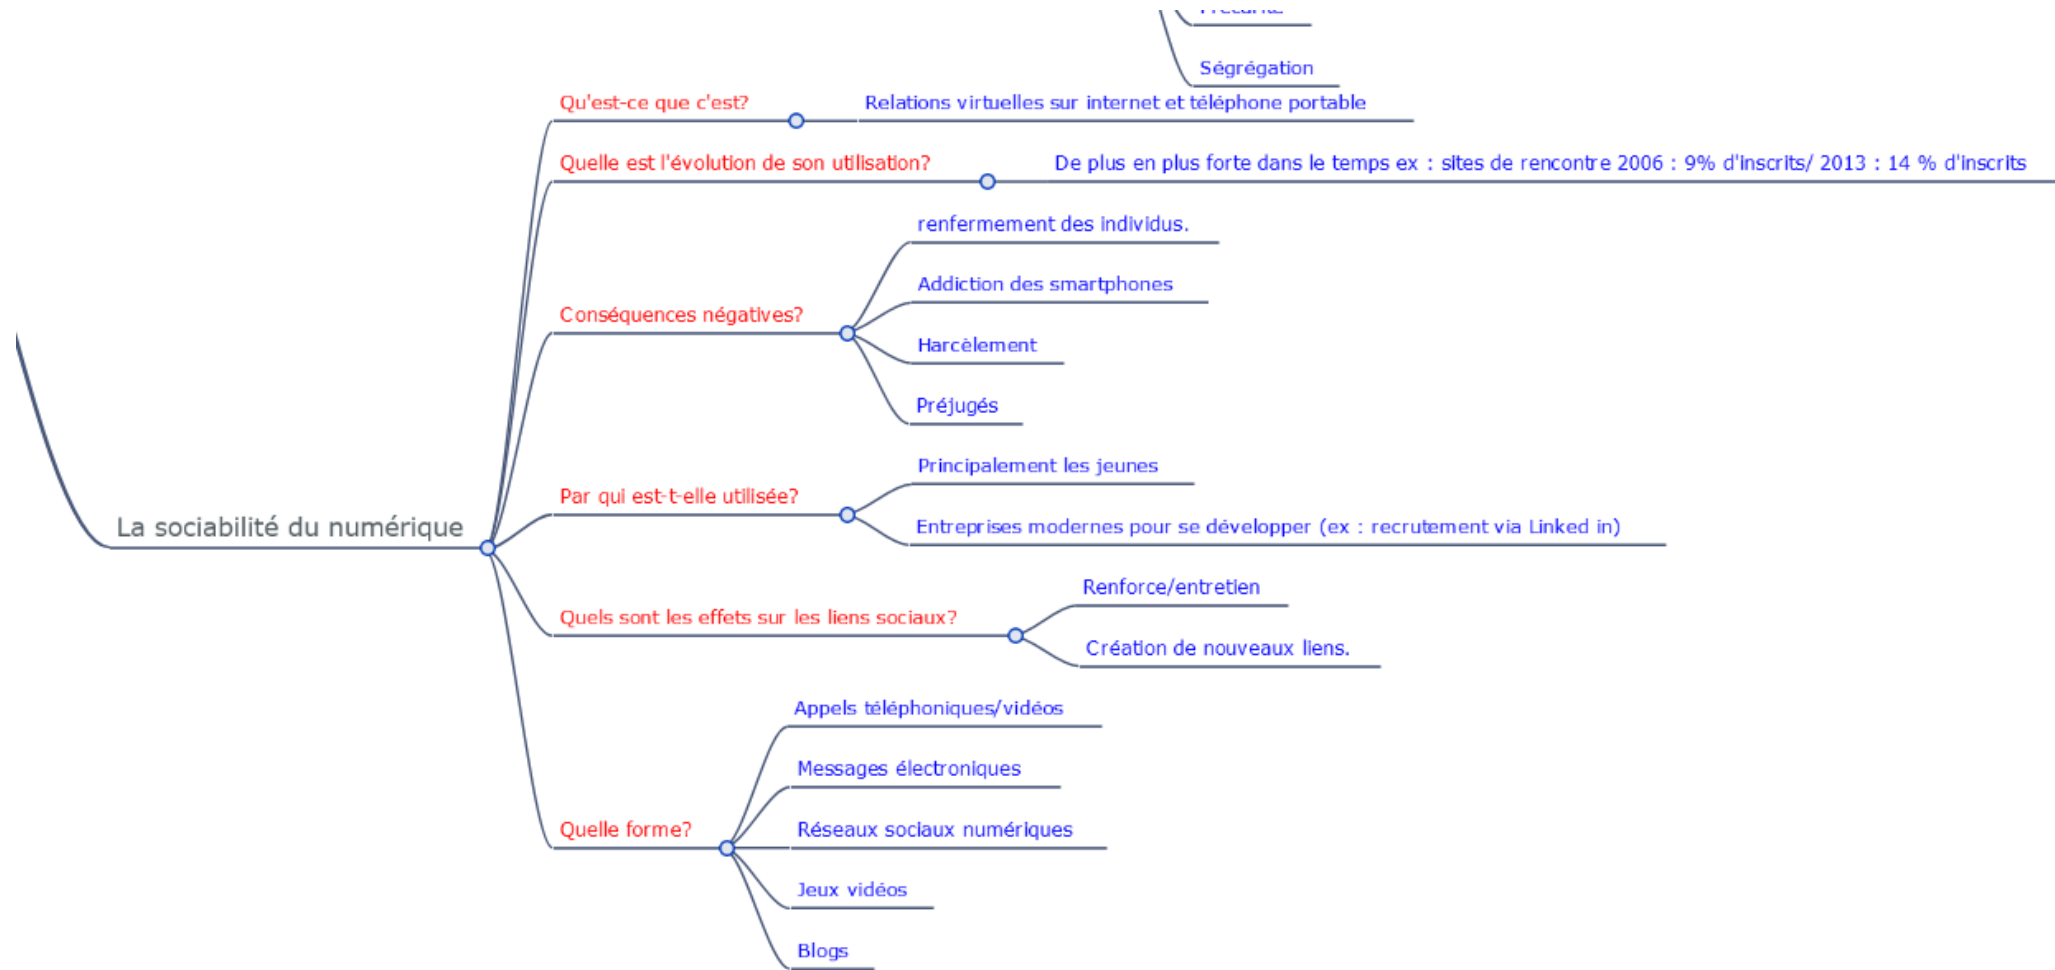 Ségrégation
Qu'est-ce que c'est?
Relations virtuelles sur internet et téléphone portable
Quelle est l'évolution de son utilisation?
De plus en plus forte dans le temps ex : sites de rencontre 2006 : 9% d'inscrits/ 2013 : 14 % d'inscrits
renfermement des individus.
Addiction des smartphones
Conséquences négatives?
Harcèlement
Préjugés
Principalement les jeunes
Par qui est-t-elle utilisée?
Entreprises modernes pour se développer (ex : recrutement via Linked in)
La sociabilité du numérique
Renforce/entretien
Quels sont les effets sur les liens sociaux?
Création de nouveaux liens.
Appels téléphoniques/vidéos
Messages électroniques
Quelle forme?
Réseaux sociaux numériques
Jeux vidéos
Blogs